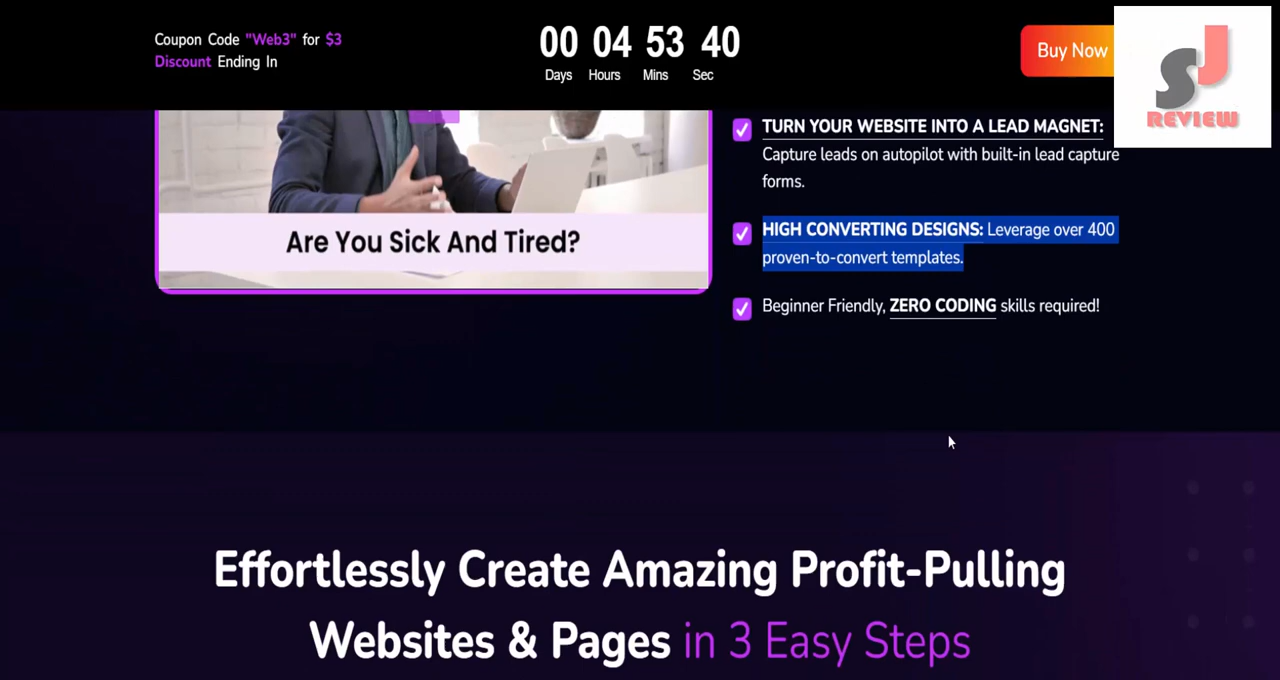 Coupon Code "Web3" for $3
Discount Ending In
00 04 53 40
Days Hours Mins Sec
Buy Now
SJ
REVIEW
TURN YOUR WEBSITE INTO A LEAD MAGNET:
Capture leads on autopilot with built-in lead capture
forms.
HIGH CONVERTING DESIGNS: Leverage over 400
proven-to-convert templates.
Beginner Friendly, ZERO CODING skills required!
Are You Sick And Tired?
Effortlessly Create Amazing Profit-Pulling
Websites & Pages in 3 Easy Steps